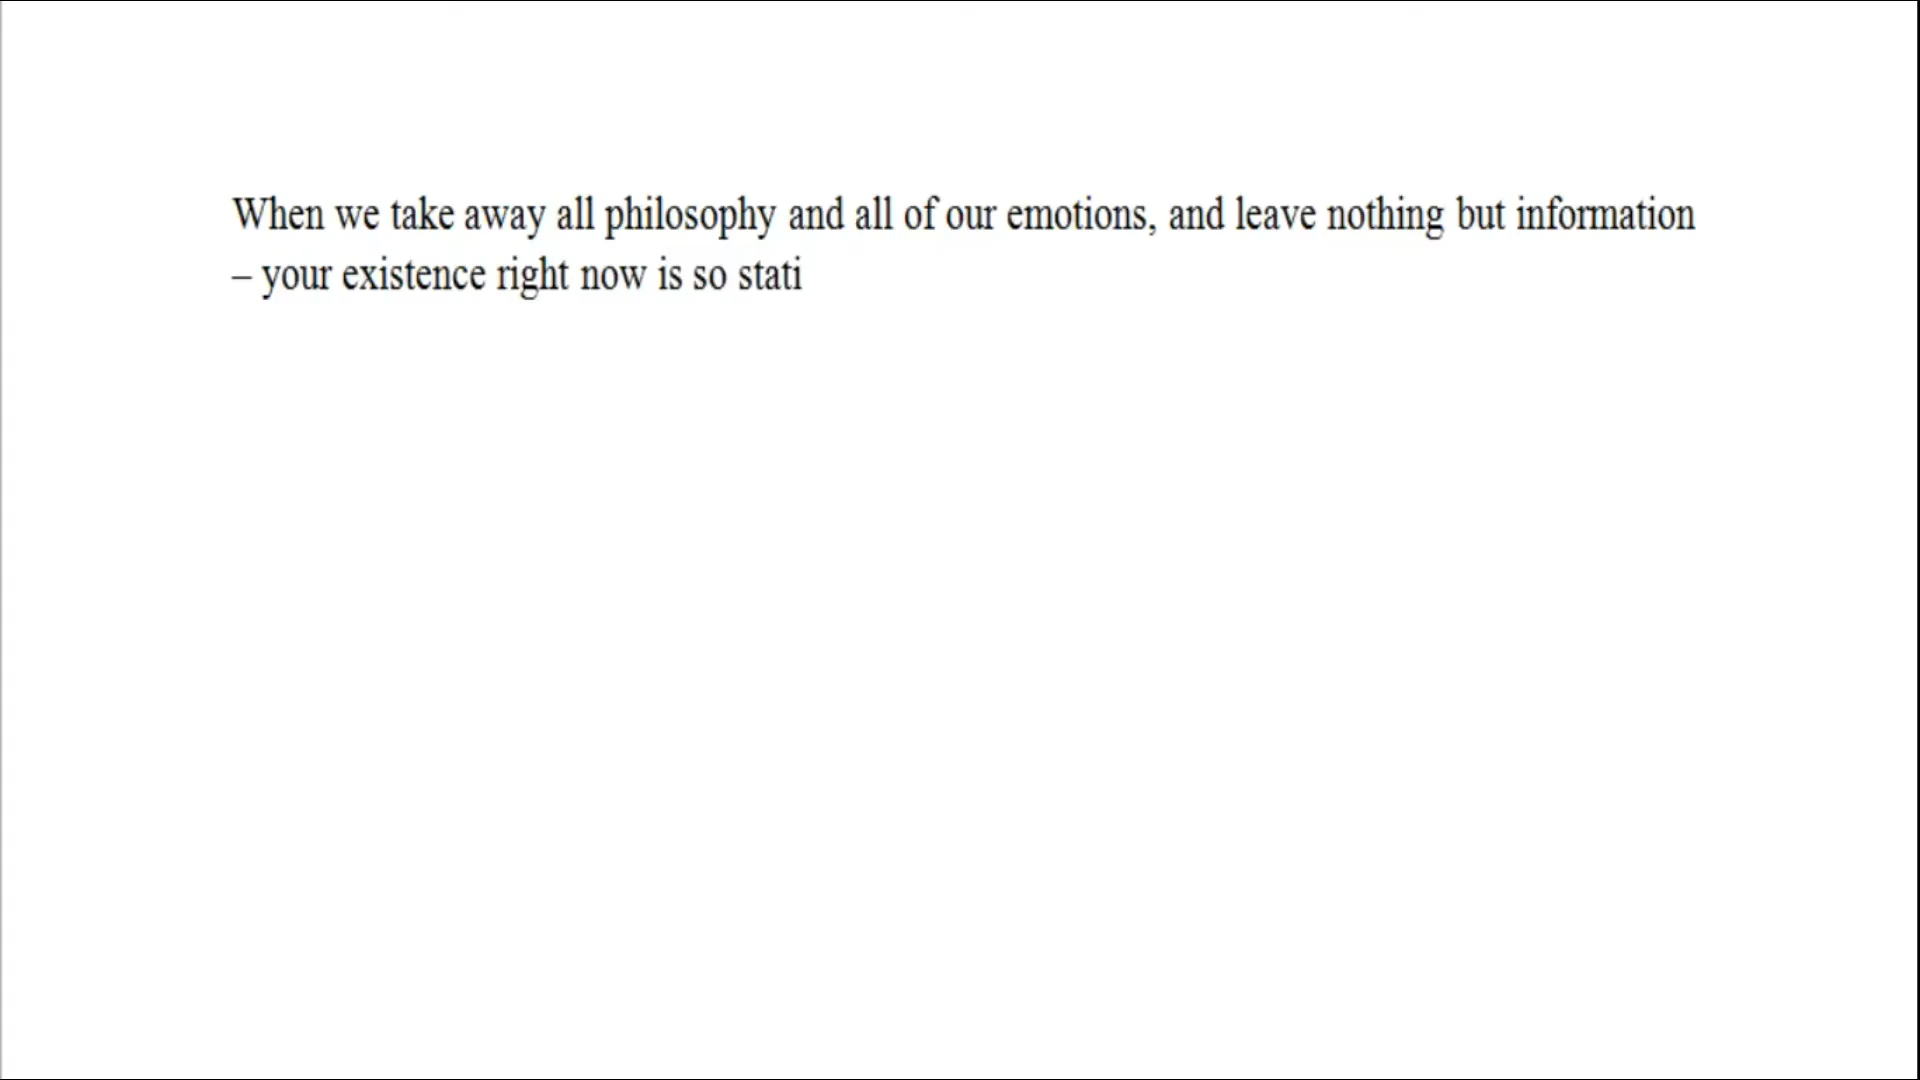 When we take away all philosophy and all of our emotions, and leave nothing but information
– your existence right now is so stati